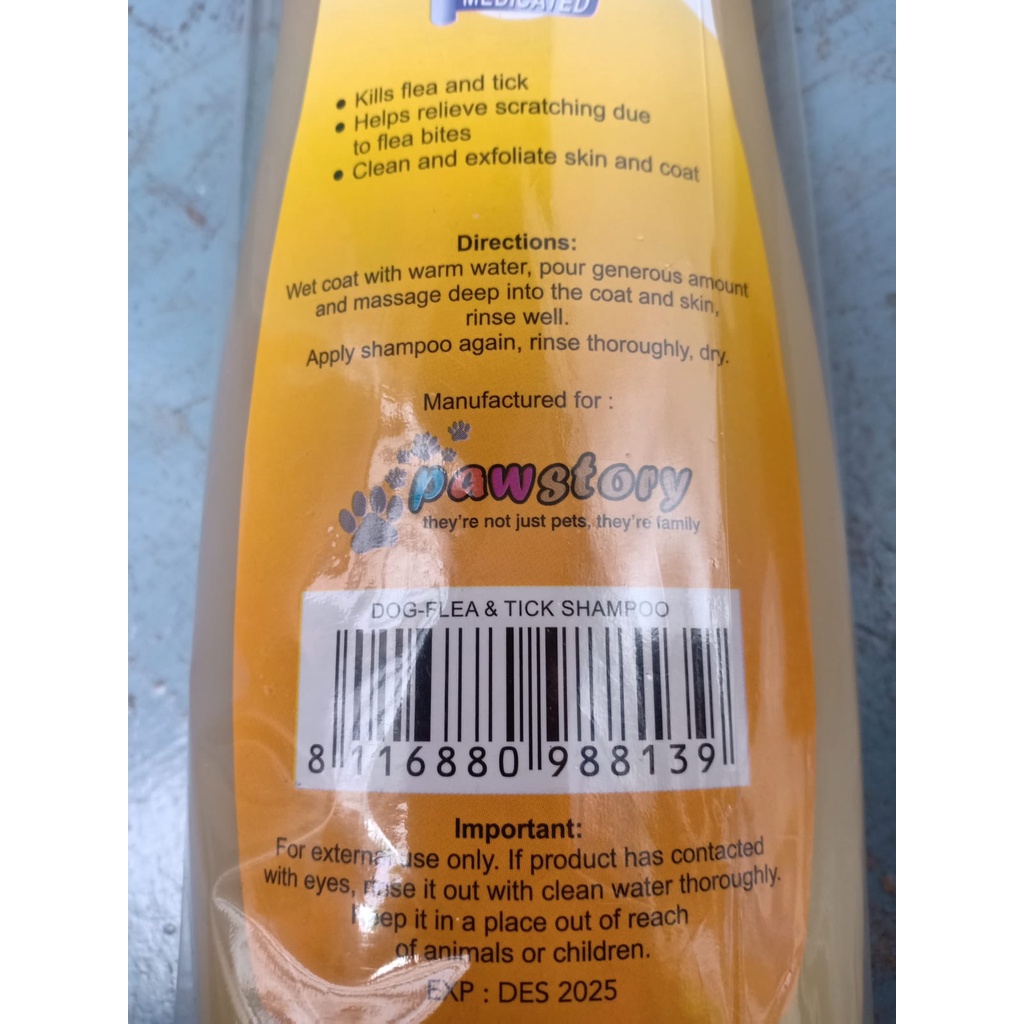 MEDICATED
• Kills flea and tick
• Helps relieve scratching due
to flea bites
• Clean and exfoliate skin and coat
Directions:
Wet coat with warm water, pour generous amount
and massage deep into the coat and skin,
rinse well.
Apply shampoo again, rinse thoroughly, dry.
Manufactured for :
pawstory
they're not just pets, they're family
DOG-FLEA & TICK SHAMPOO
8 116880 988139
Important:
For external use only. If product has contacted
with eyes, rinse it out with clean water thoroughly.
Keep it in a place out of reach
of animals or children.
EXP : DES 2025